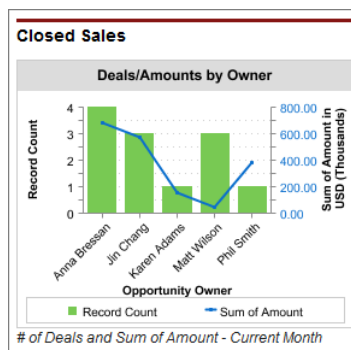 Closed Sales
Deals/Amounts by Owner
Record Count
4
3
2
1
0
800.00
600.00
400.00
200.00
0.00
Sum of Amount in
USD (Thousands)
Anna Bressan
Jin Chang
Karen Adams
Matt Wilson
Phil Smith
Opportunity Owner
Record Count
Sum of Amount
# of Deals and Sum of Amount - Current Month